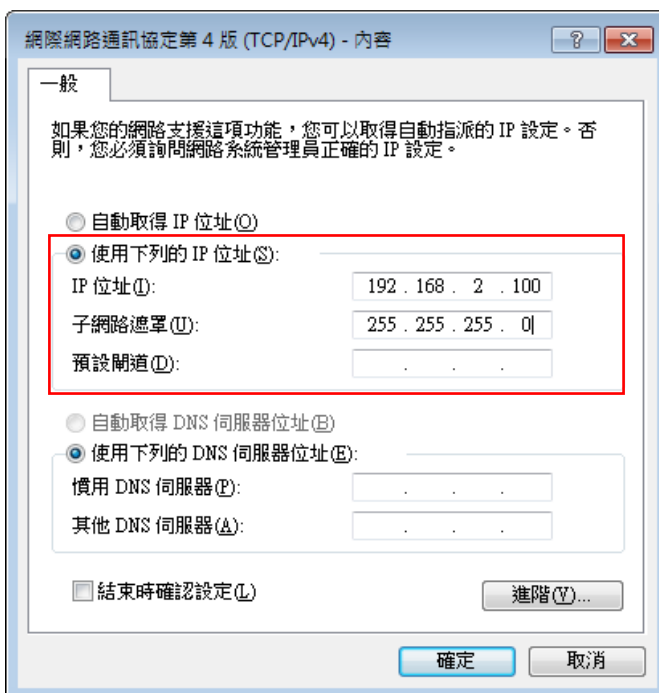 網際網路通訊協定第 4 版 (TCP/IPv4) - 內容
一般
如果您的網路支援這項功能，您可以取得自動指派的 IP 設定。否
則，您必須詢問網路系統管理員正確的 IP 設定。
自動取得 IP 位址(O)
使用下列的 IP 位址(S):
IP 位址(I): 192 . 168 . 2 . 100
子網路遮罩(U): 255 . 255 . 255 . 0
預設閘道(D): . . .
自動取得 DNS 伺服器位址(B)
使用下列的 DNS 伺服器位址(E):
慣用 DNS 伺服器(P): . . .
其他 DNS 伺服器(A): . . .
結束時確認設定(L)
進階(V)...
確定 取消